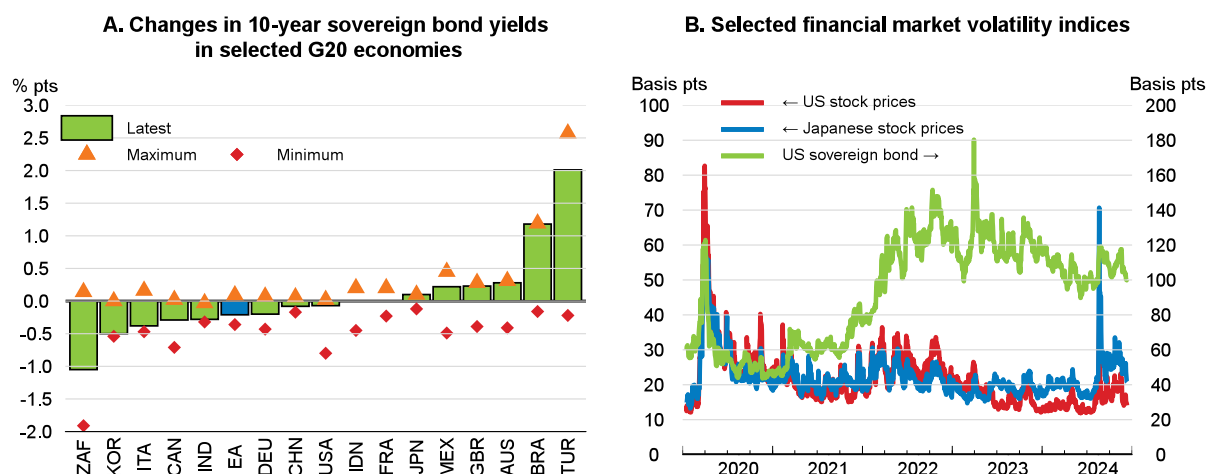 A. Changes in 10-year sovereign bond yields
in selected G20 economies
% pts
3.0
2.5
2.0
1.5
1.0
0.5
0.0
-0.5
-1.0
-1.5
-2.0
Latest
Maximum
Minimum
ZAF
KOR
ITA
CAN
IND
EA
DEU
CHN
USA
IDN
FRA
JPN
MEX
GBR
AUS
BRA
TUR
B. Selected financial market volatility indices
Basis pts
Basis pts
100
90
80
70
60
50
40
30
20
10
0
← US stock prices
← Japanese stock prices
US sovereign bond →
200
180
160
140
120
100
80
60
40
20
0
2020
2021
2022
2023
2024